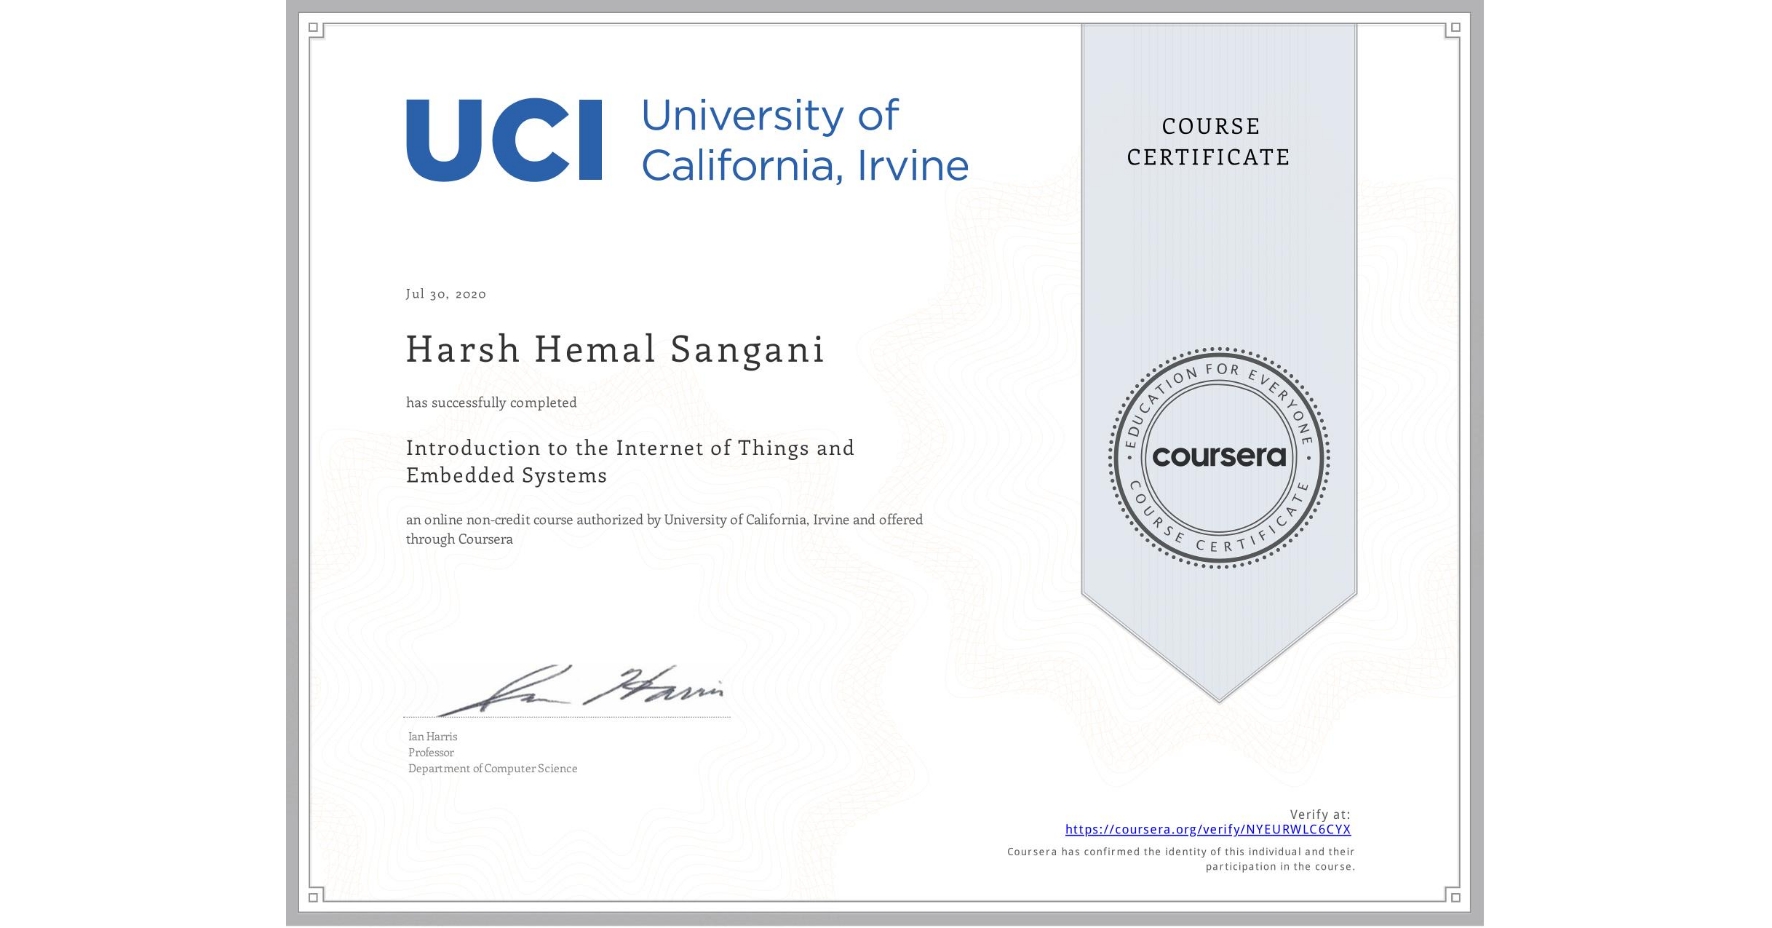 UCI
University of
California, Irvine
COURSE
CERTIFICATE
Jul 30, 2020
Harsh Hemal Sangani
has successfully completed
Introduction to the Internet of Things and
Embedded Systems
an online non-credit course authorized by University of California, Irvine and offered
through Coursera
EDUCATION FOR EVERYONE
coursera
COURSE CERTIFICATE
Ian Harris
Ian Harris
Professor
Department of Computer Science
Verify at:
https://coursera.org/verify/NYEURWLC6CYX
Coursera has confirmed the identity of this individual and their
participation in the course.